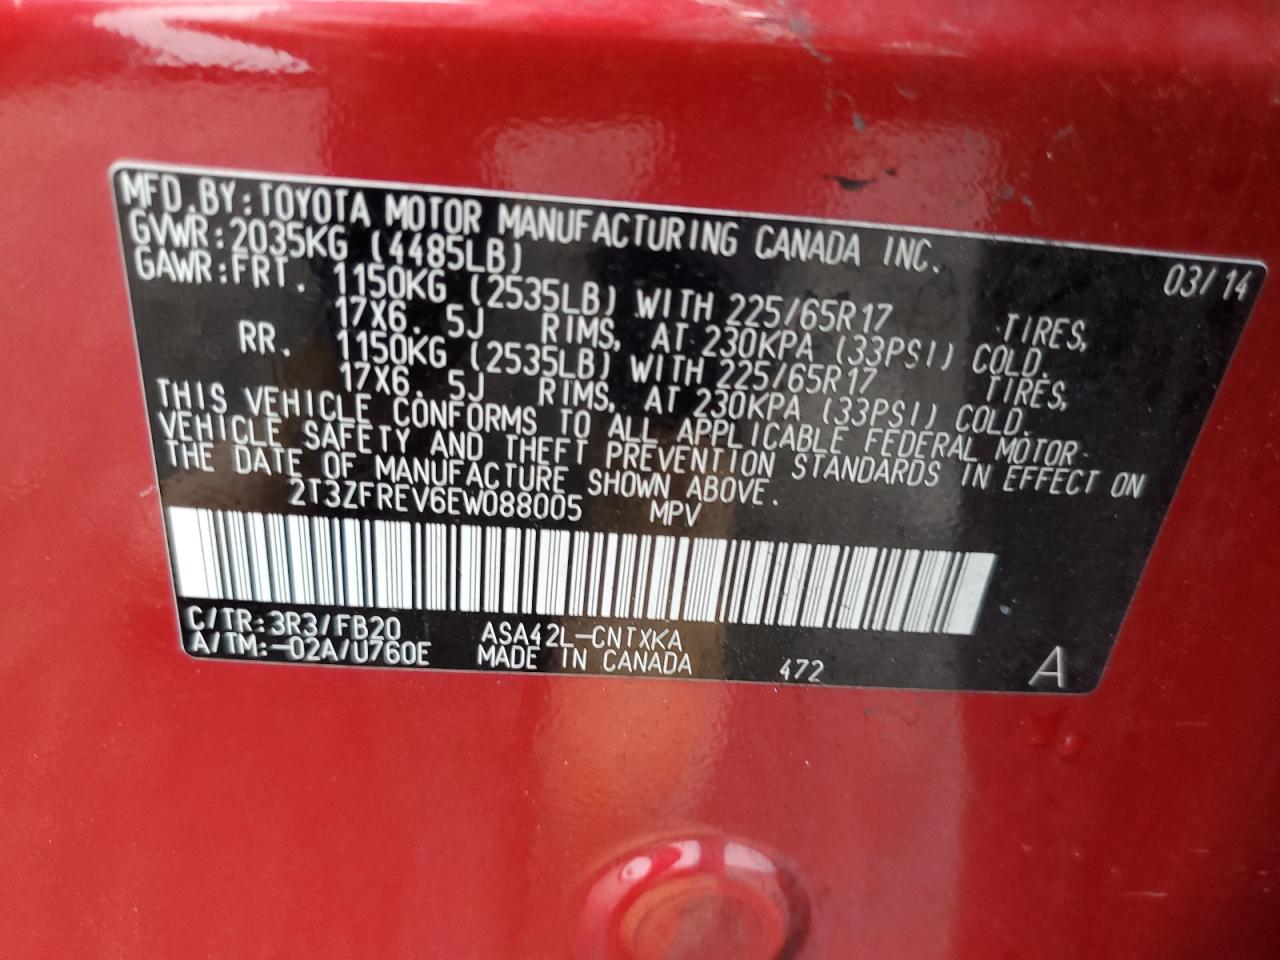 MFD. BY: TOYOTA MOTOR MANUFACTURING CANADA INC. 03/14
GVWR: 2035KG (4485LB)
GAWR: FRT. 1150KG (2535LB) WITH 225/65R17 TIRES,
17X6. 5J RIMS, AT 230KPA (33PSI) COLD.
RR. 1150KG (2535LB) WITH 225/65R17 TIRES,
17X6. 5J RIMS, AT 230KPA (33PSI) COLD.
THIS VEHICLE CONFORMS TO ALL APPLICABLE FEDERAL MOTOR
VEHICLE SAFETY AND THEFT PREVENTION STANDARDS IN EFFECT ON
THE DATE OF MANUFACTURE SHOWN ABOVE.
2T3ZFREV6EW088005 MPV
C/TR: 3R3/FB20 ASA42L-CNTXKA
A/TM: -02A/U760E MADE IN CANADA 472 A